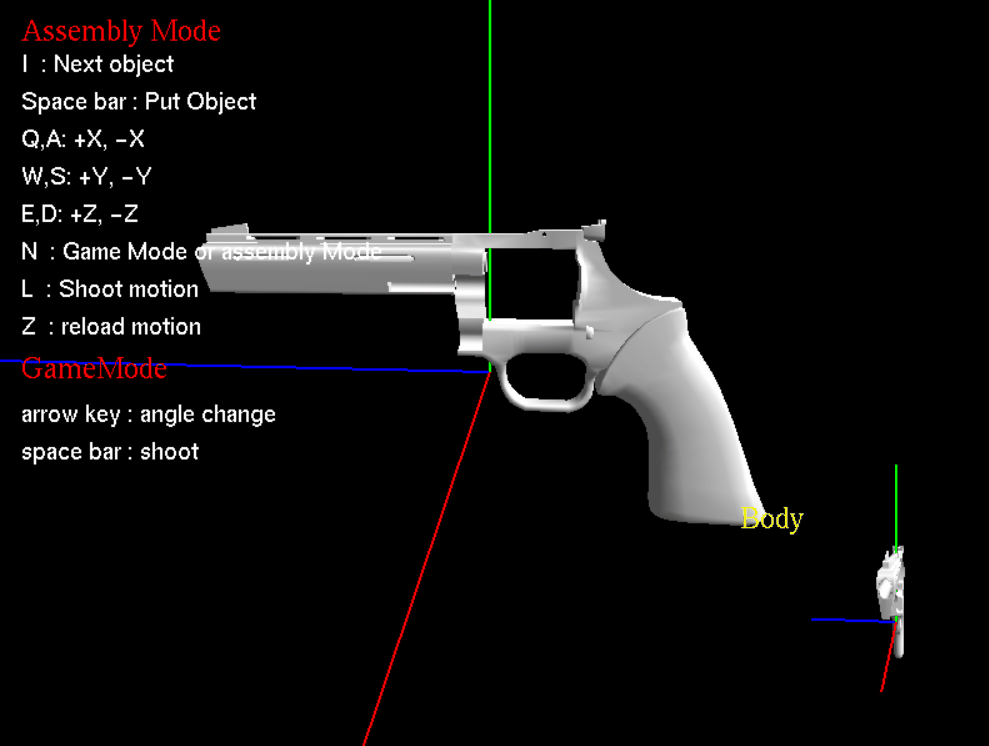 Assembly Mode
I : Next object
Space bar : Put Object
Q,A: +X, −X
W,S: +Y, −Y
E,D: +Z, −Z
N : Game Mode or assembly Mode
L : Shoot motion
Z : reload motion
GameMode
arrow key : angle change
space bar : shoot
Body